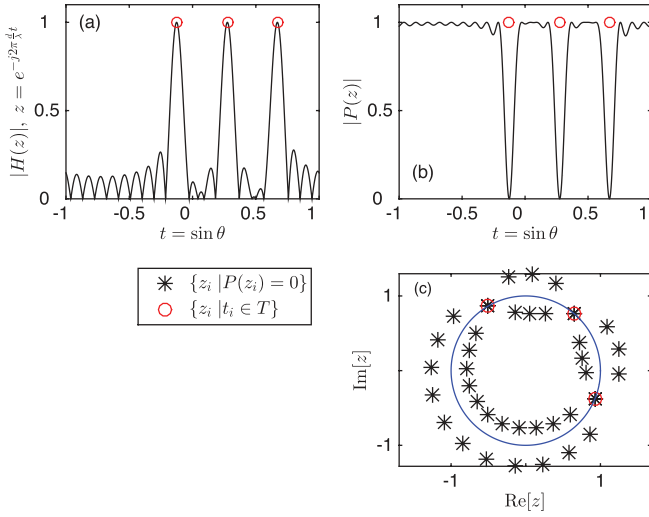 (a)
|H(z)|, z = e^{-j2π\frac{d}{λ}t}
1
0.5
0
-1 -0.5 0 0.5 1
t = sin θ
(b)
|P(z)|
1
0.5
0
-1 -0.5 0 0.5 1
t = sin θ
{z_i |P(z_i) = 0}
{z_i |t_i ∈ T}
(c)
Im[z]
1
-1
-1 1
Re[z]